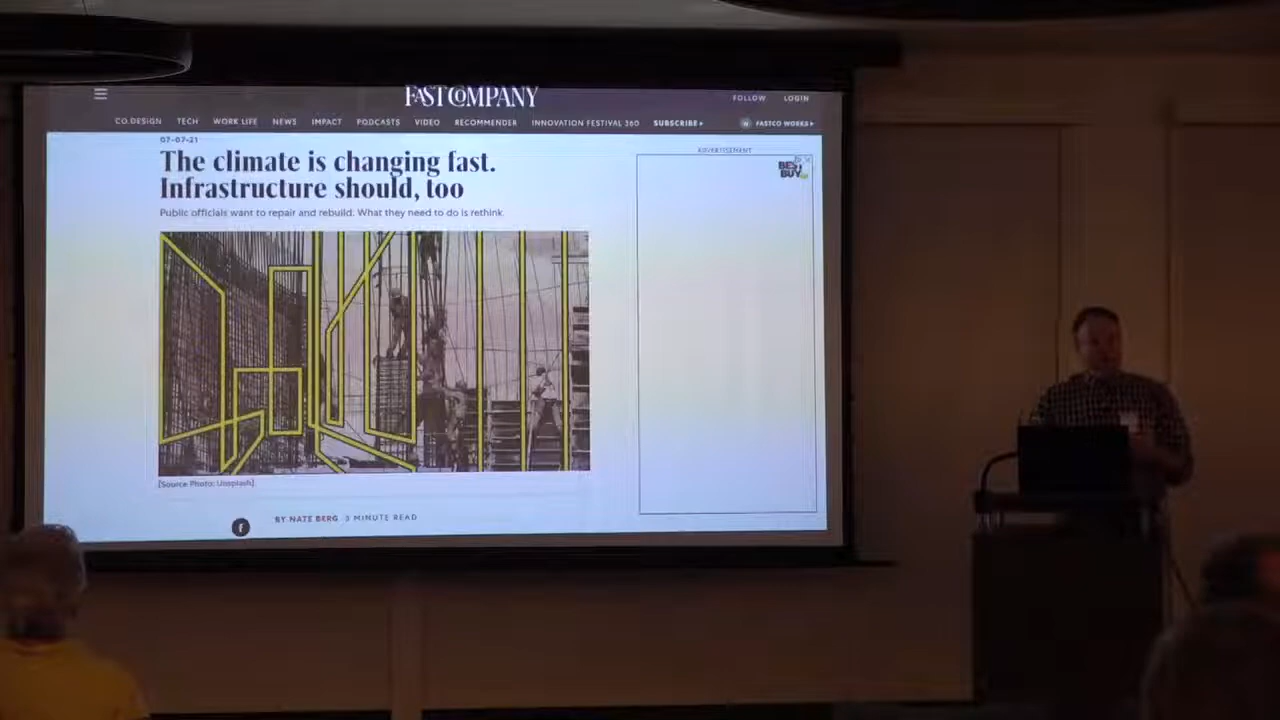 FAST COMPANY
FOLLOW LOGIN
CO.DESIGN TECH WORK LIFE NEWS IMPACT PODCASTS VIDEO RECOMMENDER INNOVATION FESTIVAL 360 SUBSCRIBE FASTCO WORKS
07-07-21
ADVERTISEMENT
The climate is changing fast.
Infrastructure should, too
BEST
BUY
Public officials want to repair and rebuild. What they need to do is rethink.
[Source Photo: Unsplash]
BY NATE BERG 3 MINUTE READ
f